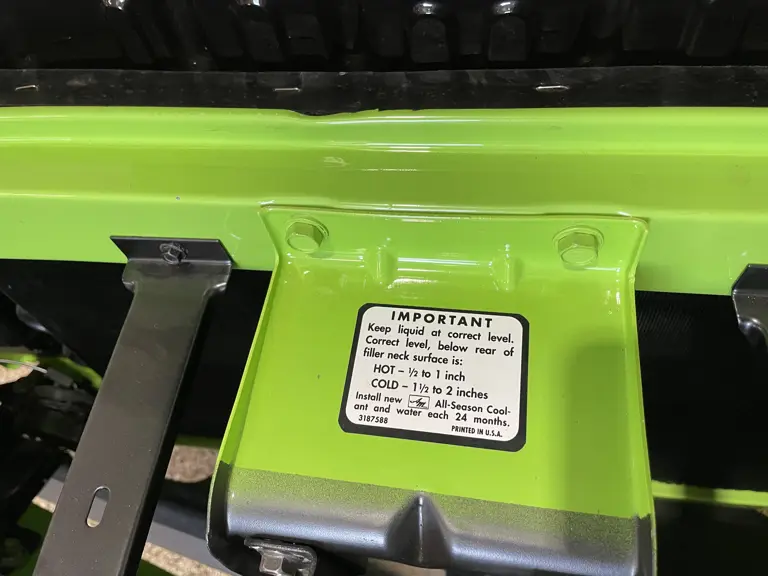 IMPORTANT
Keep liquid at correct level.
Correct level, below rear of
filler neck surface is:
HOT – ½ to 1 inch
COLD – 1½ to 2 inches
Install new All-Season Cool-
ant and water each 24 months.
3187588 PRINTED IN U.S.A.